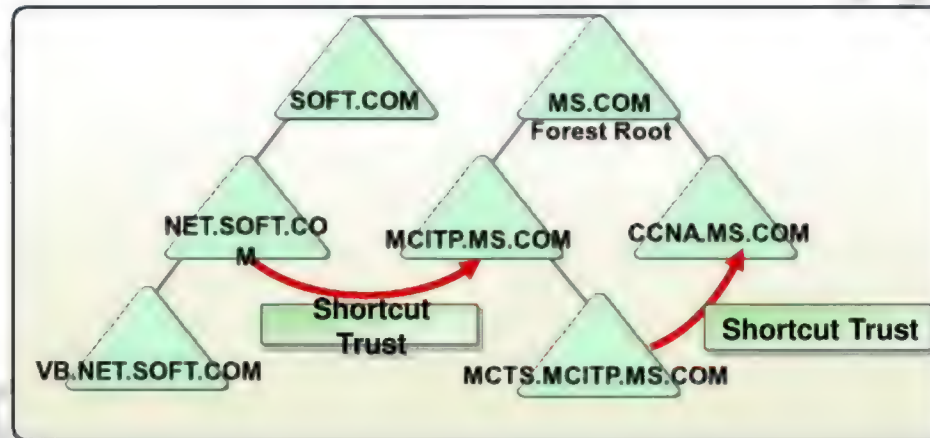 SOFT.COM
MS.COM
Forest Root
NET.SOFT.CO
M
MCITP.MS.COM
CCNA.MS.COM
Shortcut
Trust
Shortcut Trust
VB.NET.SOFT.COM
MCTS.MCITP.MS.COM